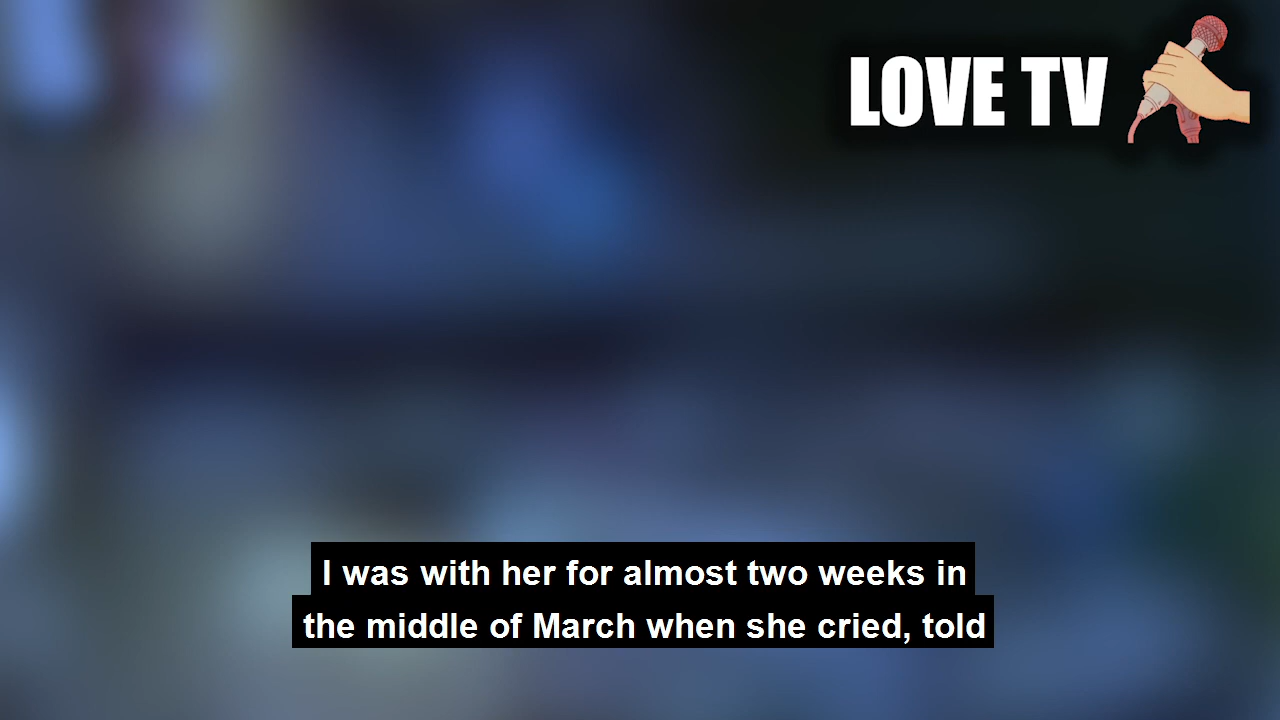 LOVE TV
I was with her for almost two weeks in
the middle of March when she cried, told